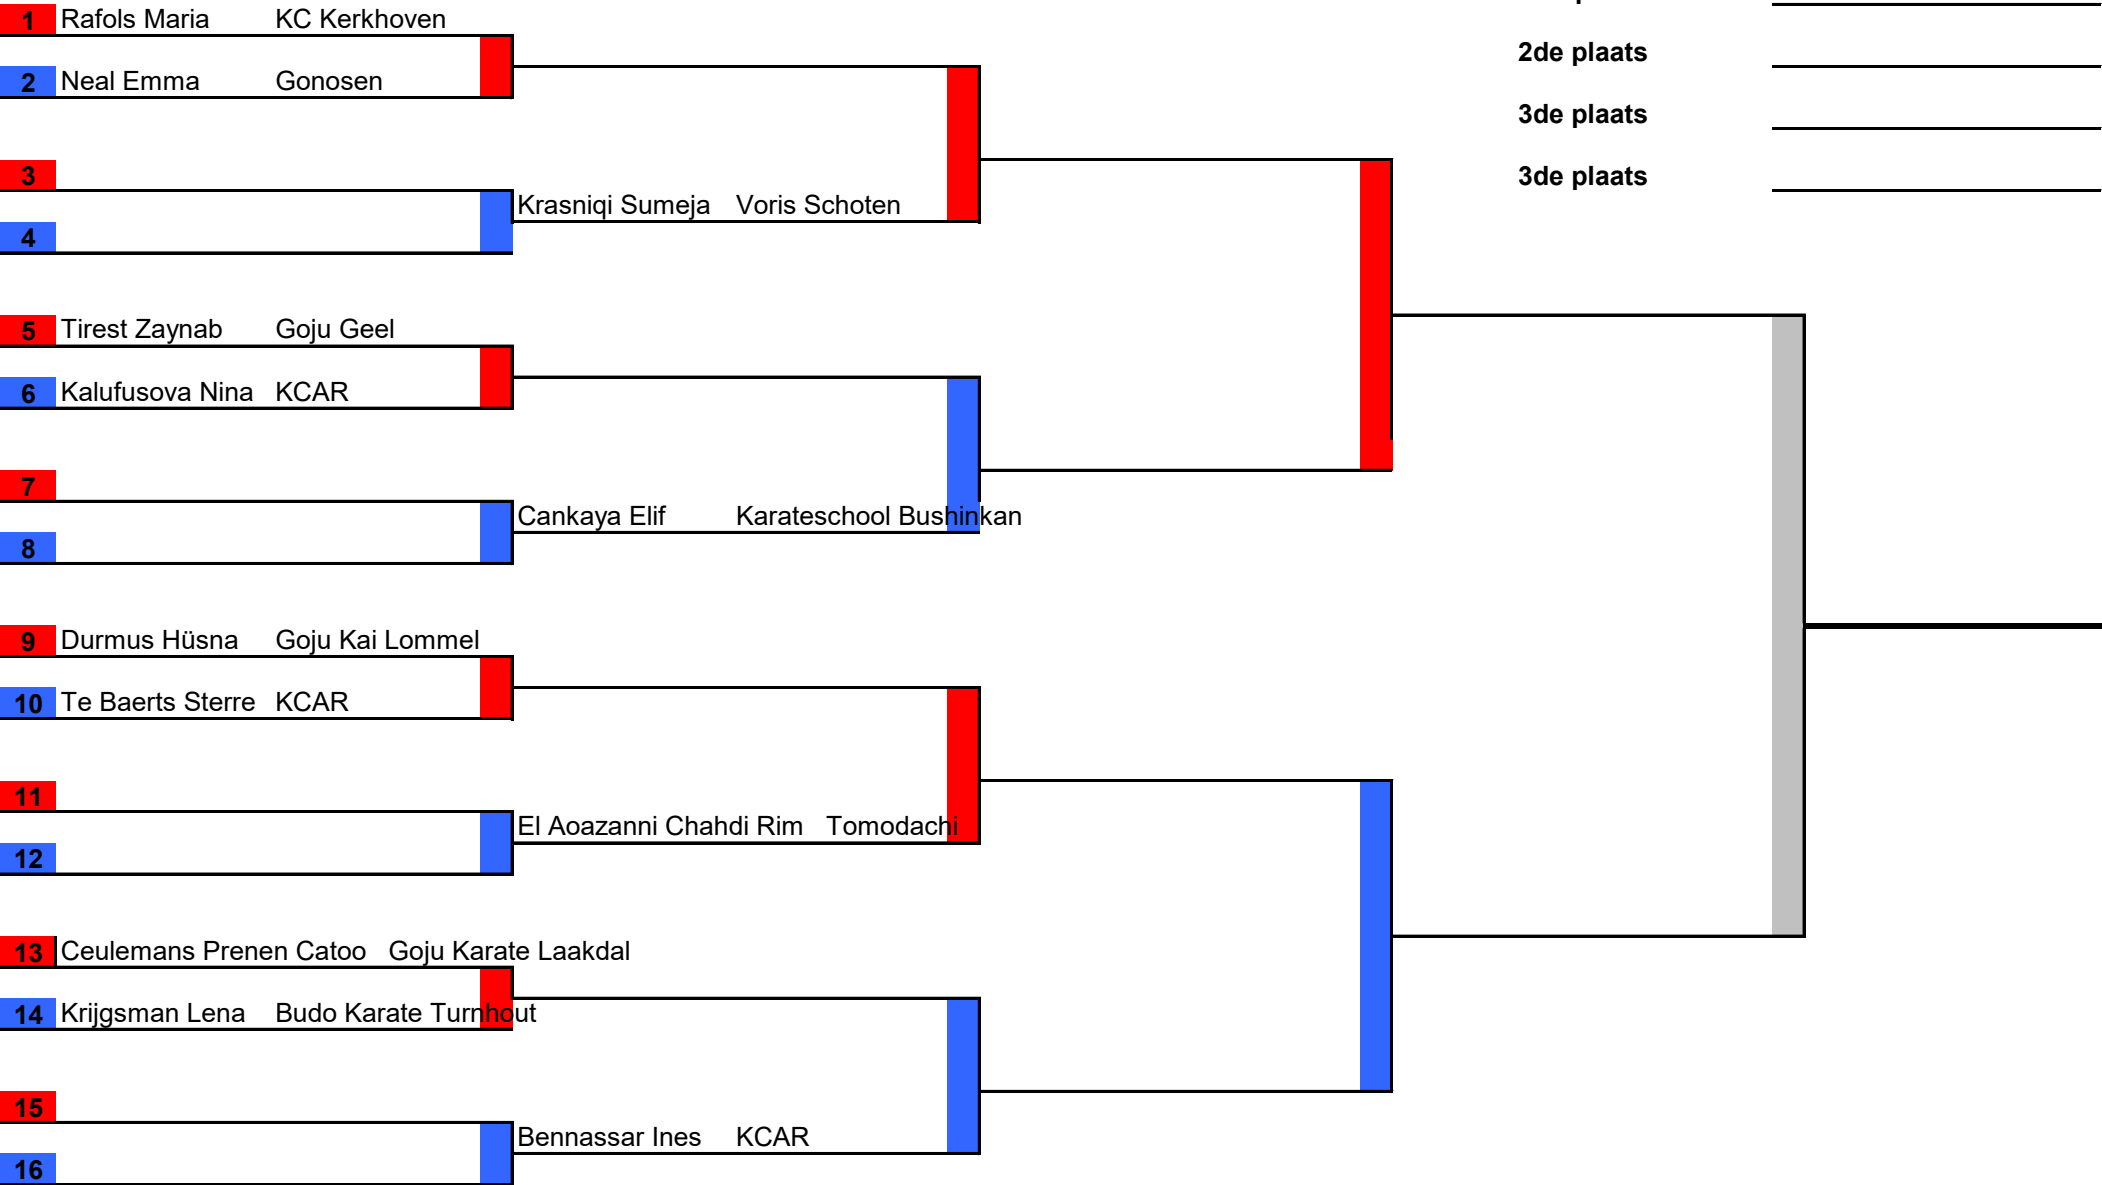 1 Rafols Maria KC Kerkhoven
2de plaats
2 Neal Emma Gonosen
3de plaats
3
3de plaats
Krasniqi Sumeja Voris Schoten
4
5 Tirest Zaynab Goju Geel
6 Kalufusova Nina KCAR
7
Cankaya Elif Karateschool Bushinkan
8
9 Durmus Hüsna Goju Kai Lommel
10 Te Baerts Sterre KCAR
11
El Aoazanni Chahdi Rim Tomodachi
12
13 Ceulemans Prenen Catoo Goju Karate Laakdal
14 Krijgsman Lena Budo Karate Turnhout
15
Bennassar Ines KCAR
16